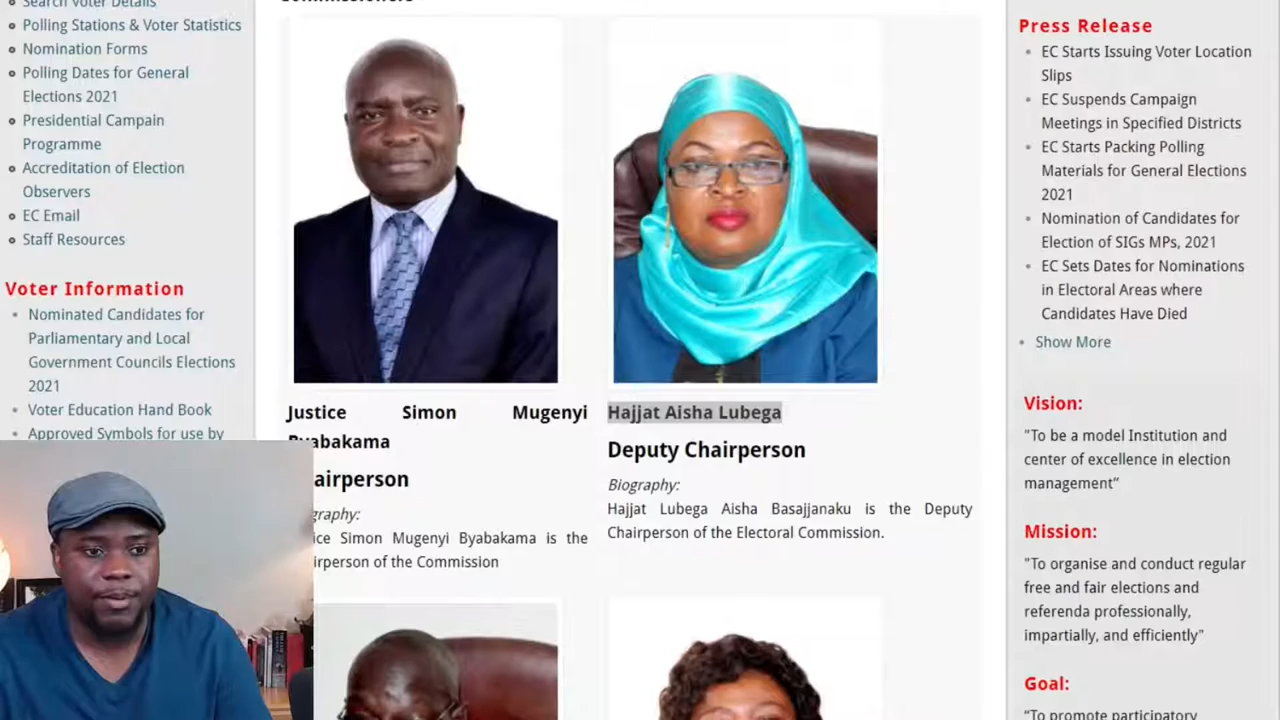 Search Voter Details
Polling Stations & Voter Statistics
Nomination Forms
Polling Dates for General
Elections 2021
Presidential Campain
Programme
Accreditation of Election
Observers
EC Email
Staff Resources
Voter Information
Nominated Candidates for
Parliamentary and Local
Government Councils Elections
2021
Voter Education Hand Book
Approved Symbols for use by
Commissioners
Justice Simon Mugenyi
Byabakama
airperson
graphy:
ice Simon Mugenyi Byabakama is the
irperson of the Commission
Hajjat Aisha Lubega
Deputy Chairperson
Biography:
Hajjat Lubega Aisha Basajjanaku is the Deputy
Chairperson of the Electoral Commission.
Press Release
EC Starts Issuing Voter Location
Slips
EC Suspends Campaign
Meetings in Specified Districts
EC Starts Packing Polling
Materials for General Elections
2021
Nomination of Candidates for
Election of SIGs MPs, 2021
EC Sets Dates for Nominations
in Electoral Areas where
Candidates Have Died
Show More
Vision:
"To be a model Institution and
center of excellence in election
management”
Mission:
"To organise and conduct regular
free and fair elections and
referenda professionally,
impartially, and efficiently”
Goal:
“To promote participatory